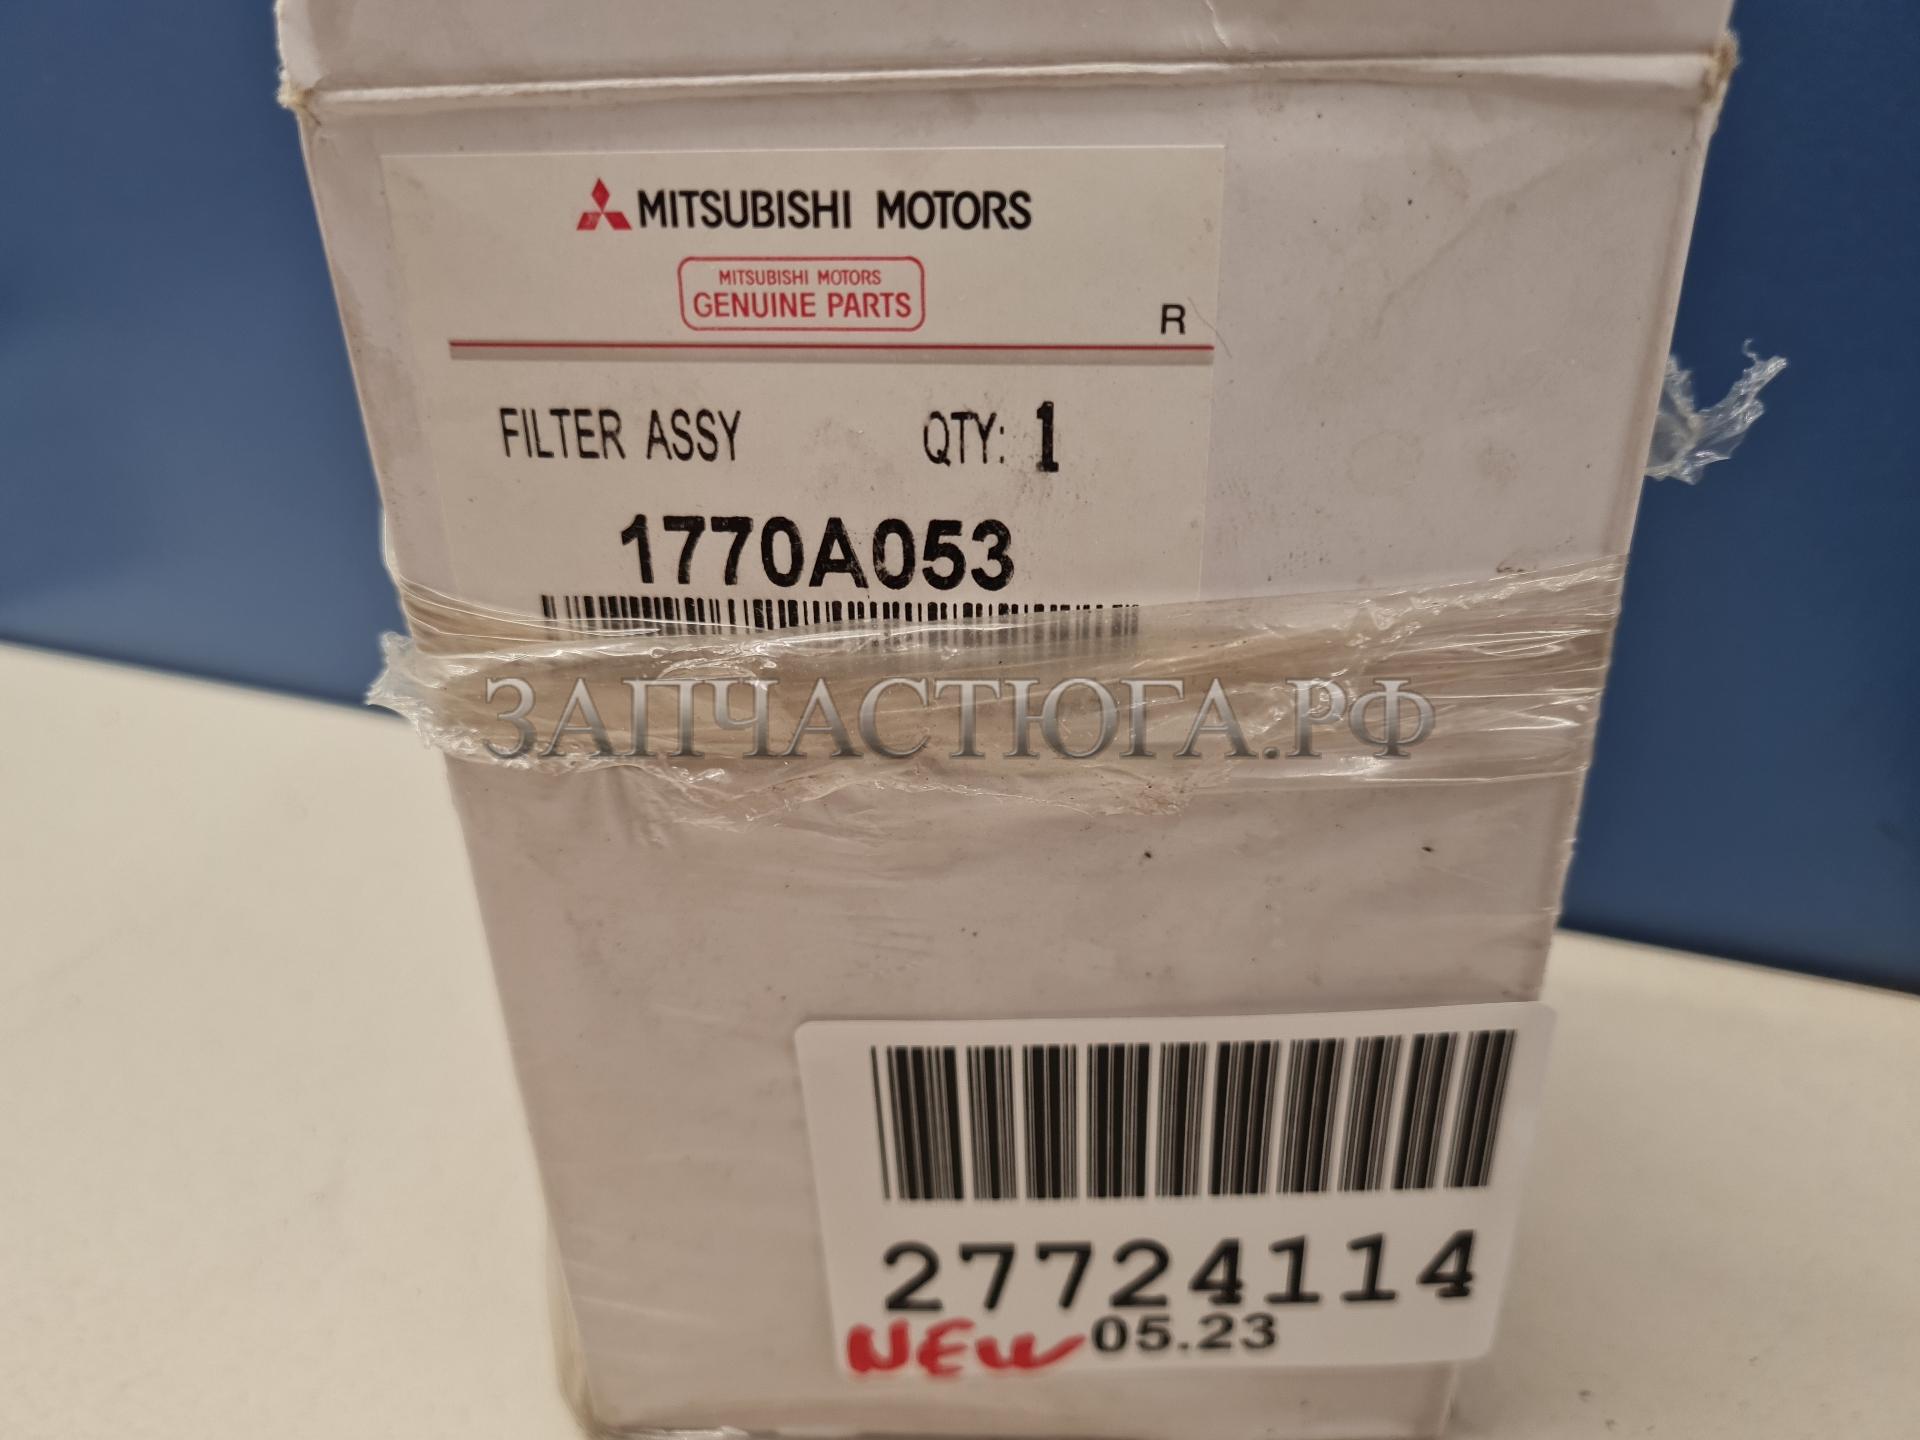 MITSUBISHI MOTORS
MITSUBISHI MOTORS
GENUINE PARTS
R
FILTER ASSY QTY: 1
1770A053
ЗАПЧАСТЮГА.РФ
27724114
NEW 05.23